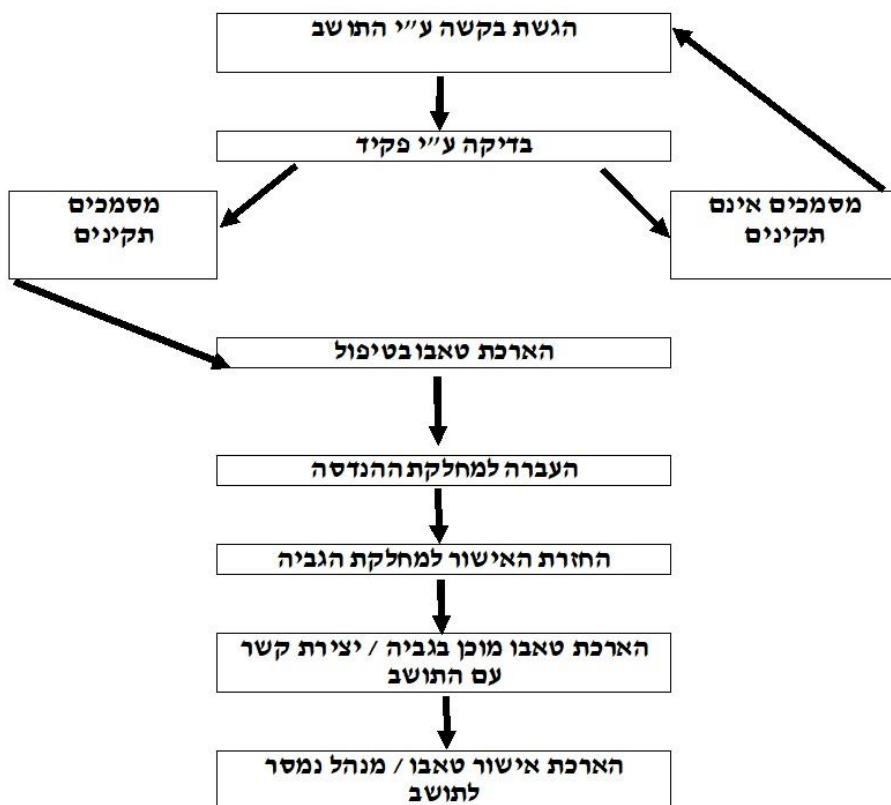 הגשת בקשה ע״י התושב
בדיקה ע״י פקיד
מסמכים אינם
תקינים
מסמכים
תקינים
הארכת טאבו בטיפול
העברה למחלקת ההנדסה
החזרת האישור למחלקת הגביה
הארכת טאבו מוכן בגביה / יצירת קשר
עם התושב
הארכת אישור טאבו / מנהל נמסר
לתושב